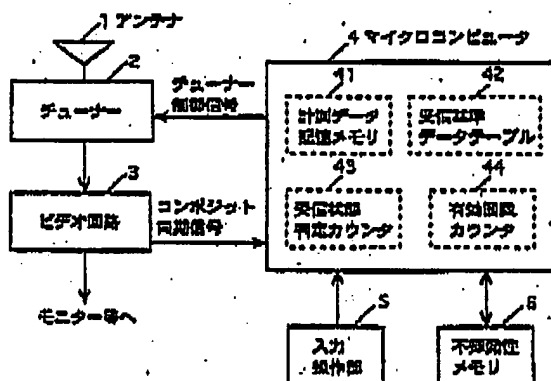 1 アンテナ
2
チューナー
チューナー
制御信号
3
ビデオ回路
コンポジット
同期信号
モニター等へ
4 マイクロコンピュータ
41
計測データ
記憶メモリ
42
受信基準
データテーブル
43
受信状態
判定カウンタ
44
有効回数
カウンタ
5
入力
操作部
6
不揮発性
メモリ